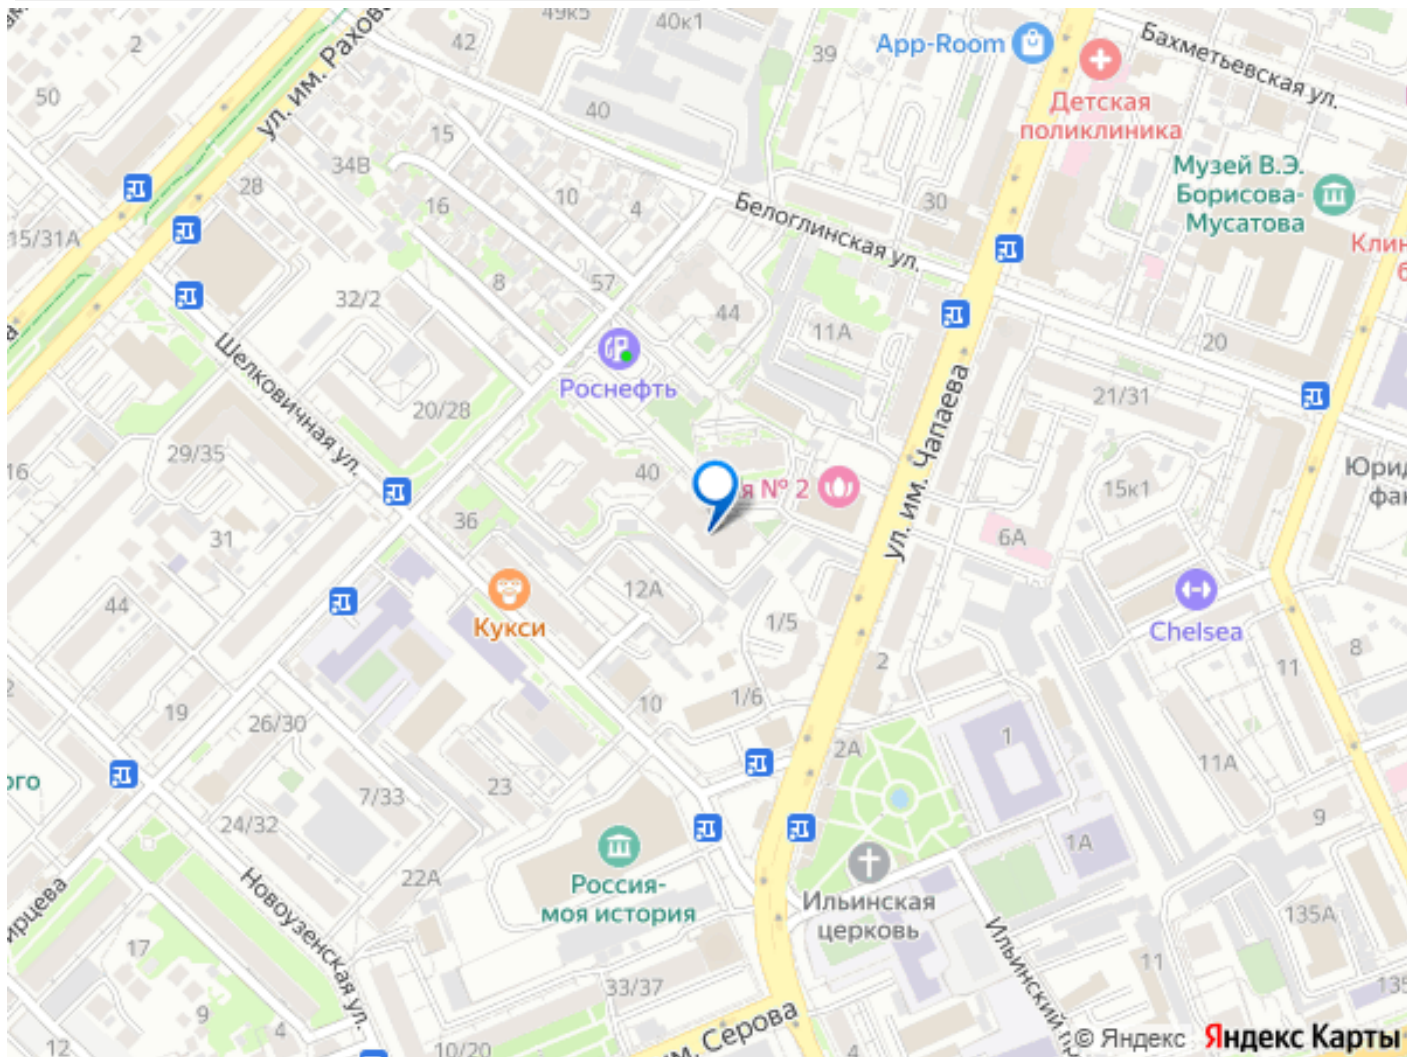 49к5
40к1
42
2
39
App-Room
Бахметьевская ул.
Детская
поликлиника
50
ул. им. Рахова
40
15
34В
28
16
10
4
30
Белоглинская ул.
Музей В.Э.
Борисова-
Мусатова
15/31А
8
57
32/2
44
11А
20
Шелковичная ул.
Роснефть
20/28
21/31
ул. им. Чапаева
29/35
16
40
я № 2
15к1
36
31
6А
12А
44
Кукси
1/5
Chelsea
2
11
8
10
1/6
19
26/30
2А
1
11А
23
7/33
24/32
9
1А
22А
Россия-
моя история
Ильинская
церковь
Новоузенская ул.
17
135А
Ильинский
11
33/37
9
4
12
10/20
им. Серова
4
© Яндекс
Яндекс Карты